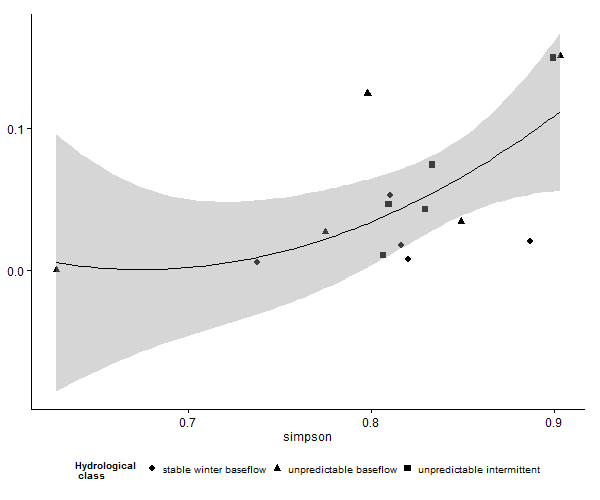 0.1
0.0
0.7 0.8 0.9
simpson
Hydrological
class
stable winter baseflow unpredictable baseflow unpredictable intermittent